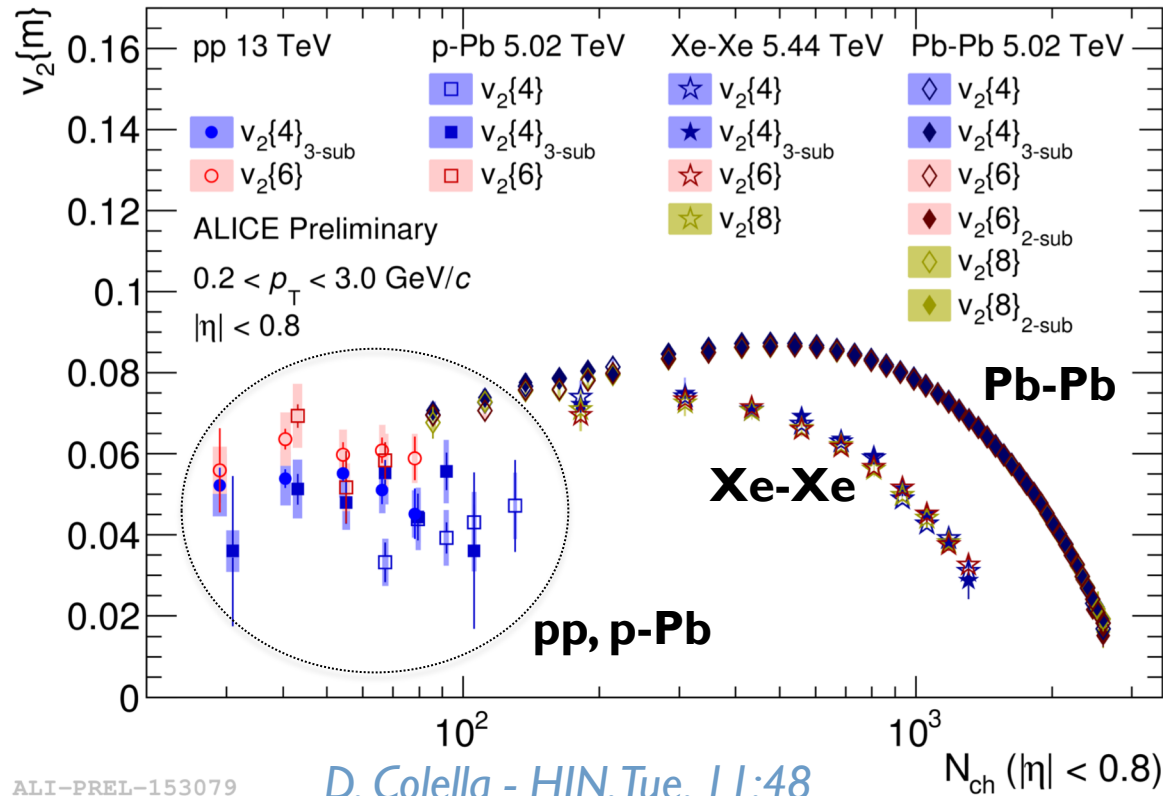 v₂{m}
0.16
0.14
0.12
0.1
0.08
0.06
0.04
0.02
0
pp 13 TeV
v₂{4}3-sub
v₂{6}
p-Pb 5.02 TeV
v₂{4}
v₂{4}3-sub
v₂{6}
Xe-Xe 5.44 TeV
v₂{4}
v₂{4}3-sub
v₂{6}
v₂{8}
Pb-Pb 5.02 TeV
v₂{4}
v₂{4}3-sub
v₂{6}
v₂{6}2-sub
v₂{8}
v₂{8}2-sub
ALICE Preliminary
0.2 < pT < 3.0 GeV/c
|η| < 0.8
Pb-Pb
Xe-Xe
pp, p-Pb
10²
10³
Nch (|η| < 0.8)
ALI-PREL-153079
D. Colella - HIN. Tue. 11:48